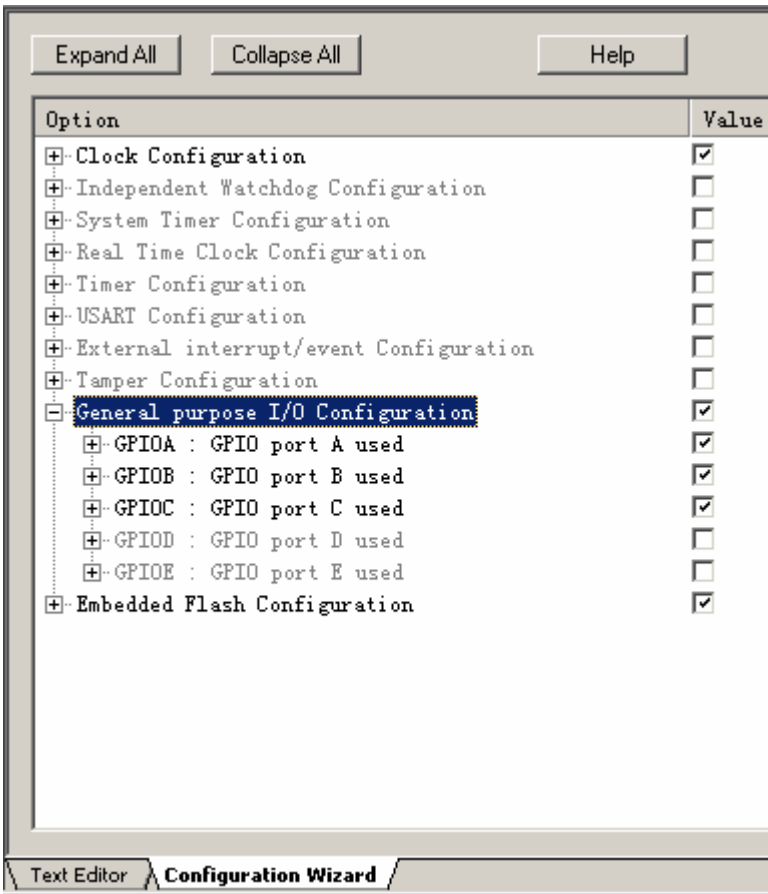 Expand All Collapse All Help
Option Value
Clock Configuration
Independent Watchdog Configuration
System Timer Configuration
Real Time Clock Configuration
Timer Configuration
USART Configuration
External interrupt/event Configuration
Tamper Configuration
General purpose I/O Configuration
GPIOA : GPIO port A used
GPIOB : GPIO port B used
GPIOC : GPIO port C used
GPIOD : GPIO port D used
GPIOE : GPIO port E used
Embedded Flash Configuration
Text Editor Configuration Wizard